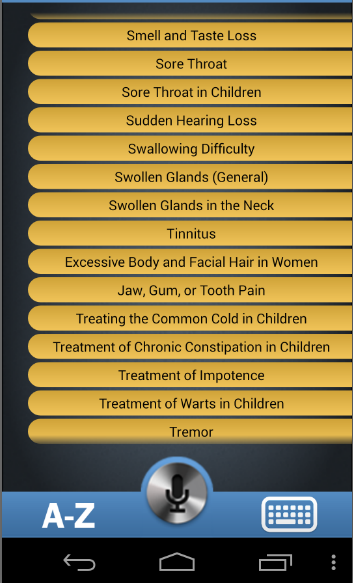 Smell and Taste Loss
Sore Throat
Sore Throat in Children
Sudden Hearing Loss
Swallowing Difficulty
Swollen Glands (General)
Swollen Glands in the Neck
Tinnitus
Excessive Body and Facial Hair in Women
Jaw, Gum, or Tooth Pain
Treating the Common Cold in Children
Treatment of Chronic Constipation in Children
Treatment of Impotence
Treatment of Warts in Children
Tremor
A-Z